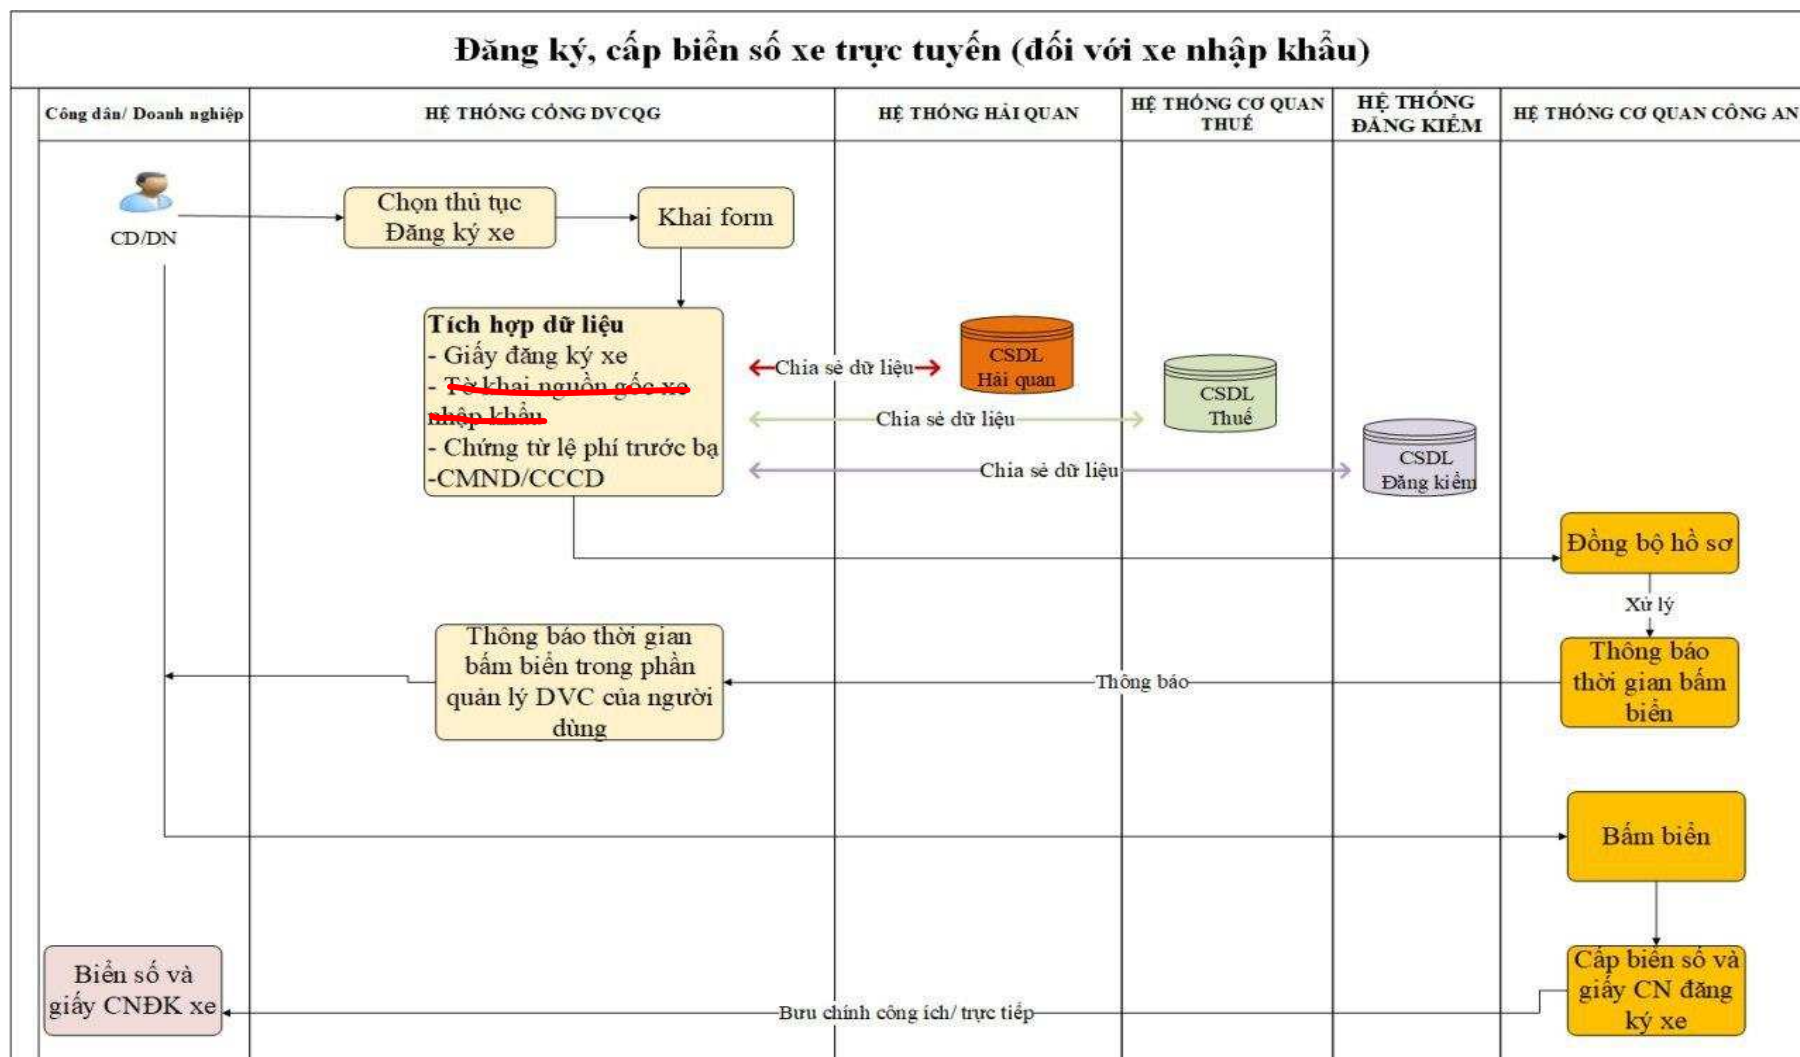 Đăng ký, cấp biển số xe trực tuyến (đối với xe nhập khẩu)
Công dân/ Doanh nghiệp
HỆ THỐNG CỔNG DVCQG
HỆ THỐNG HẢI QUAN
HỆ THỐNG CƠ QUAN
THUẾ
HỆ THỐNG
ĐĂNG KIỂM
HỆ THỐNG CƠ QUAN CÔNG AN
CD/DN
Chọn thủ tục
Đăng ký xe
Khai form
Tích hợp dữ liệu
- Giấy đăng ký xe
- Tờ khai nguồn gốc xe
nhập khẩu
- Chứng từ lệ phí trước bạ
-CMND/CCCD
Chia sẻ dữ liệu
CSDL
Hải quan
Chia sẻ dữ liệu
CSDL
Thuế
Chia sẻ dữ liệu
CSDL
Đăng kiểm
Đồng bộ hồ sơ
Xử lý
Thông báo
thời gian bấm
biển
Thông báo
Thông báo thời gian
bấm biển trong phần
quản lý DVC của người
dùng
Bấm biển
Cấp biển số và
giấy CN đăng
ký xe
Bưu chính công ích/ trực tiếp
Biển số và
giấy CNĐK xe